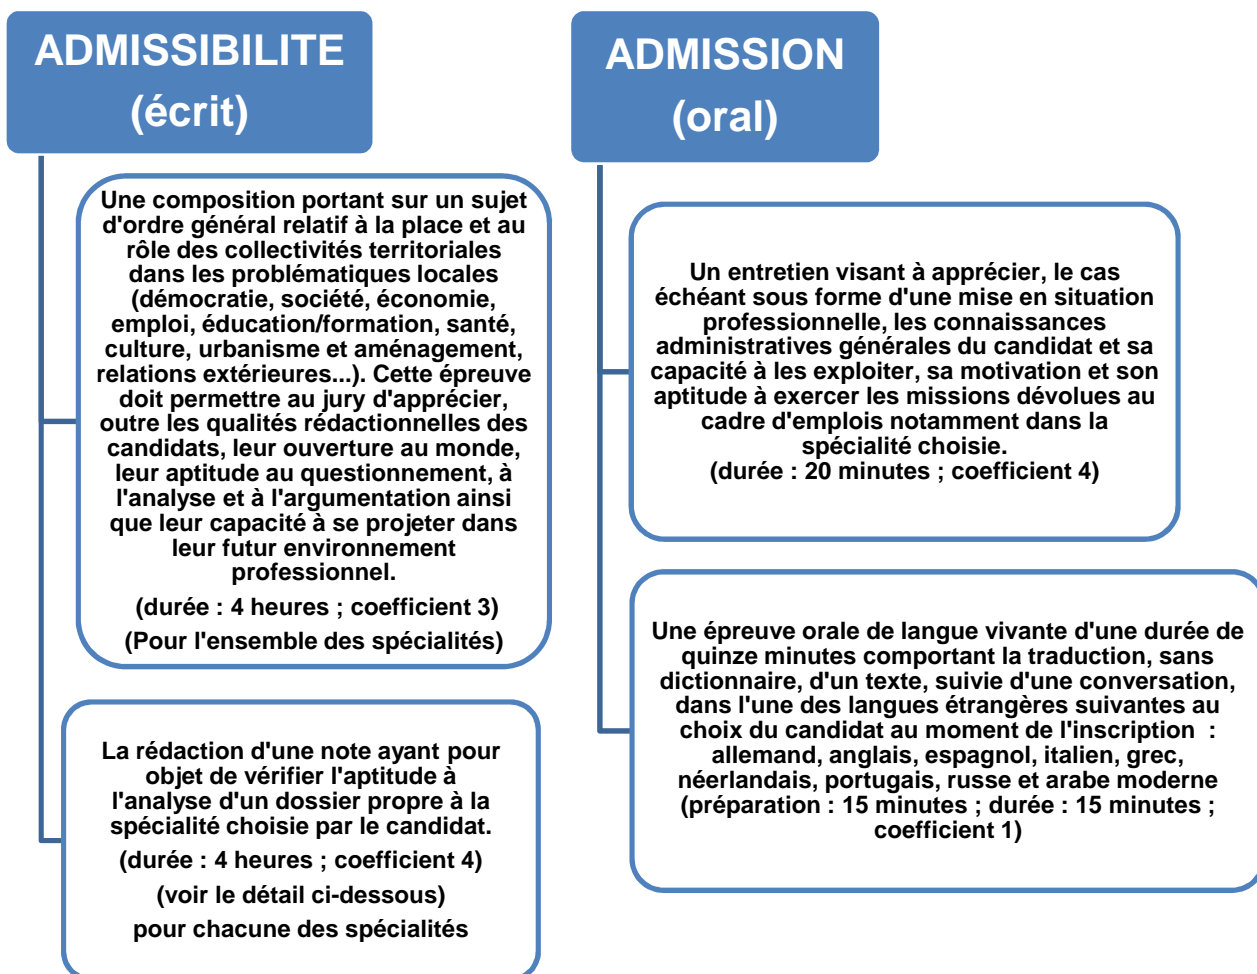 ADMISSIBILITE
(écrit)
Une composition portant sur un sujet
d'ordre général relatif à la place et au
rôle des collectivités territoriales
dans les problématiques locales
(démocratie, société, économie,
emploi, éducation/formation, santé,
culture, urbanisme et aménagement,
relations extérieures...). Cette épreuve
doit permettre au jury d'apprécier,
outre les qualités rédactionnelles des
candidats, leur ouverture au monde,
leur aptitude au questionnement, à
l'analyse et à l'argumentation ainsi
que leur capacité à se projeter dans
leur futur environnement
professionnel.
(durée : 4 heures ; coefficient 3)
(Pour l'ensemble des spécialités)
La rédaction d'une note ayant pour
objet de vérifier l'aptitude à
l'analyse d'un dossier propre à la
spécialité choisie par le candidat.
(durée : 4 heures ; coefficient 4)
(voir le détail ci-dessous)
pour chacune des spécialités
ADMISSION
(oral)
Un entretien visant à apprécier, le cas
échéant sous forme d'une mise en situation
professionnelle, les connaissances
administratives générales du candidat et sa
capacité à les exploiter, sa motivation et son
aptitude à exercer les missions dévolues au
cadre d'emplois notamment dans la
spécialité choisie.
(durée : 20 minutes ; coefficient 4)
Une épreuve orale de langue vivante d'une durée de
quinze minutes comportant la traduction, sans
dictionnaire, d'un texte, suivie d'une conversation,
dans l'une des langues étrangères suivantes au
choix du candidat au moment de l'inscription :
allemand, anglais, espagnol, italien, grec,
néerlandais, portugais, russe et arabe moderne
(préparation : 15 minutes ; durée : 15 minutes ;
coefficient 1)